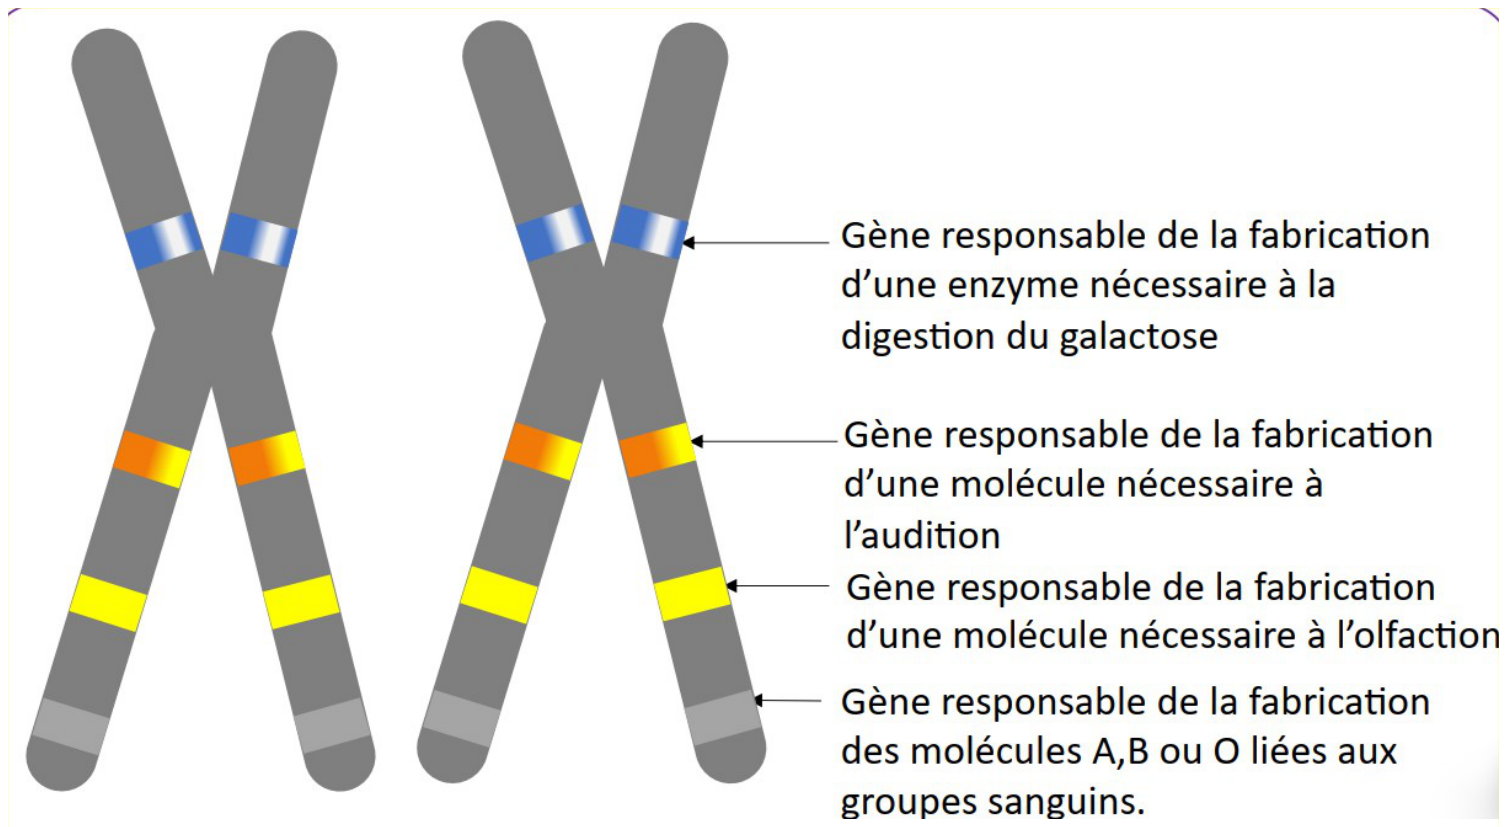 Gène responsable de la fabrication
d’une enzyme nécessaire à la
digestion du galactose
Gène responsable de la fabrication
d’une molécule nécessaire à
l’audition
Gène responsable de la fabrication
d’une molécule nécessaire à l’olfaction
Gène responsable de la fabrication
des molécules A,B ou O liées aux
groupes sanguins.